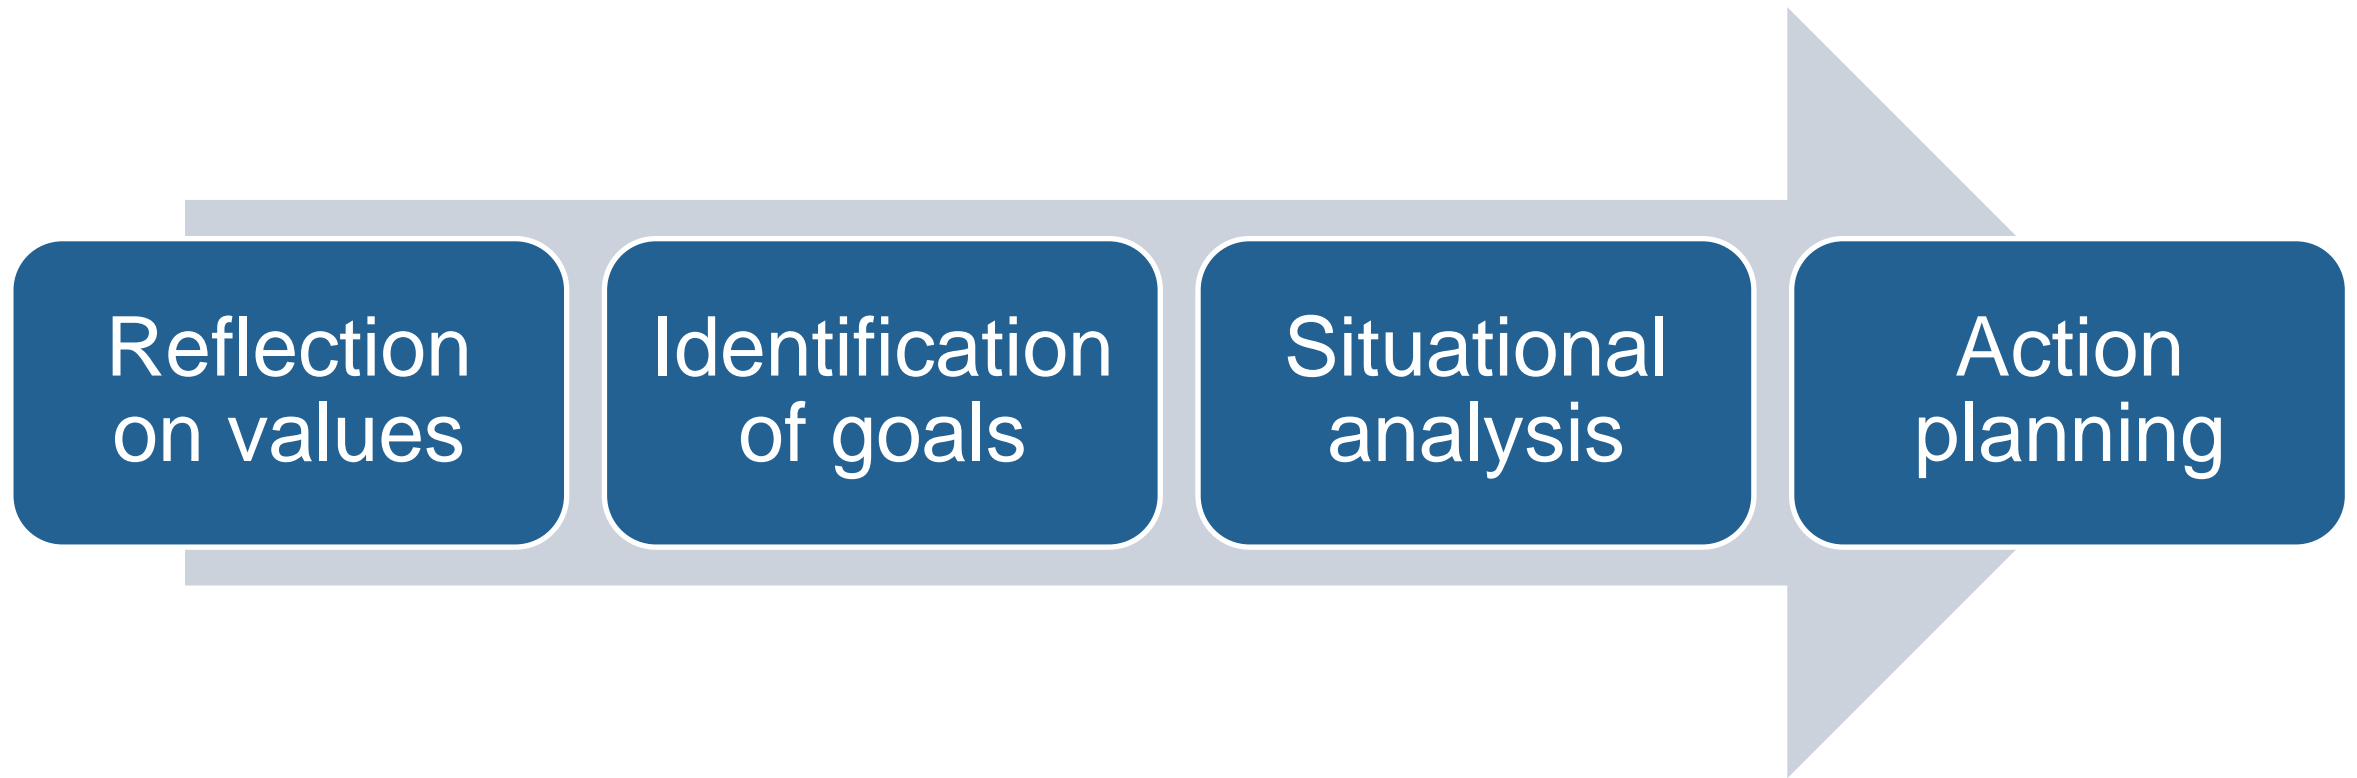 Reflection
on values
Identification
of goals
Situational
analysis
Action
planning